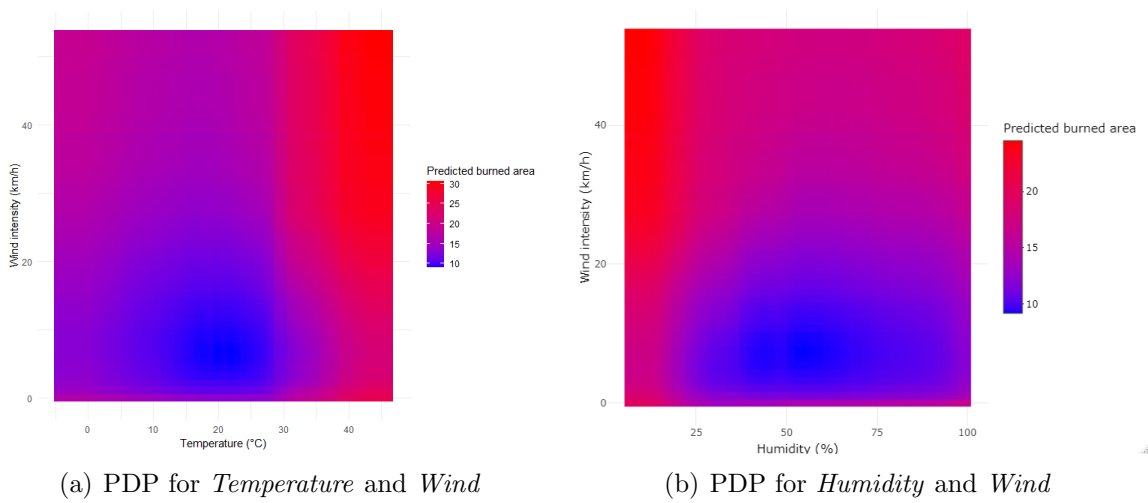 Wind intensity (km/h)
40
20
0
0
10
20
30
40
Temperature (°C)
Predicted burned area
30
25
20
15
10
(a) PDP for Temperature and Wind
Wind intensity (km/h)
40
20
0
25
50
75
100
Humidity (%)
Predicted burned area
20
15
10
(b) PDP for Humidity and Wind